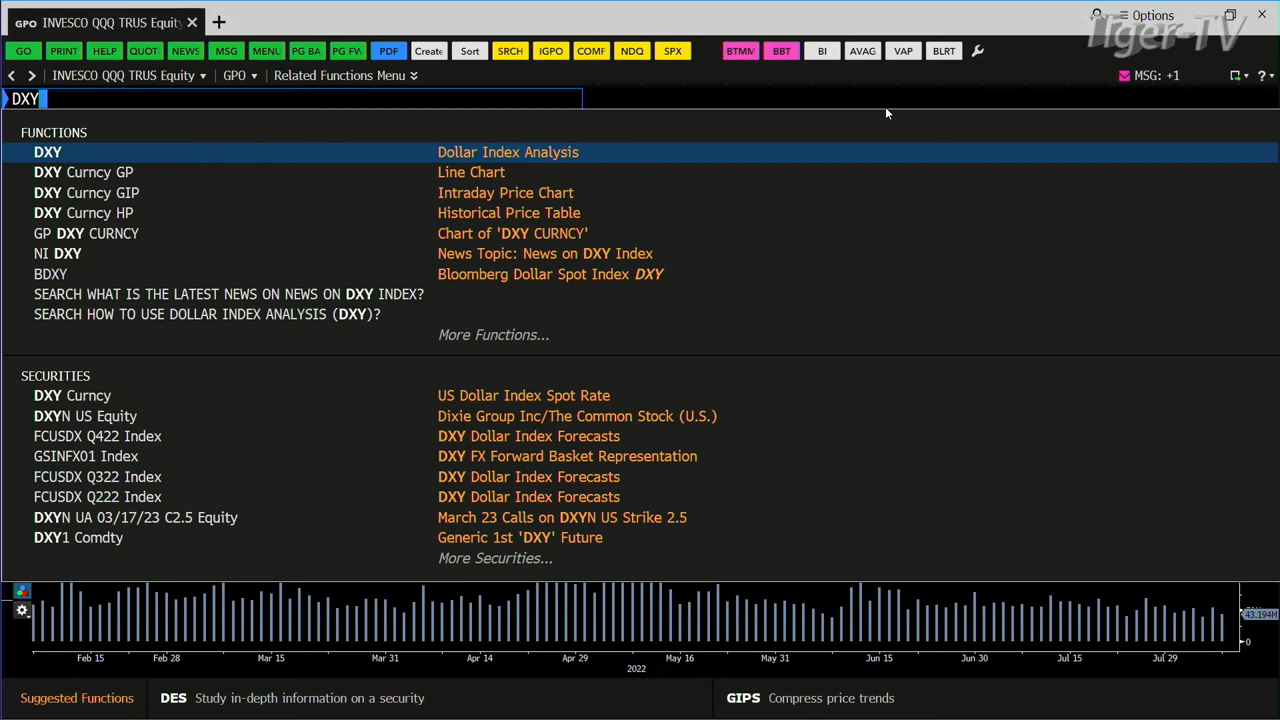 GPO INVESCO QQQ TRUS Equity
Options
Tiger-TV
GO PRINT HELP QUOT NEWS MSG MENU PG BA PG FV. PDF Create Sort SRCH IGPO COMF NDQ SPX BTMM BBT BI AVAG VAP BLRT
INVESCO QQQ TRUS Equity GPO Related Functions Menu MSG: +1 ?
DXY
FUNCTIONS
DXY Dollar Index Analysis
DXY Curncy GP Line Chart
DXY Curncy GIP Intraday Price Chart
DXY Curncy HP Historical Price Table
GP DXY CURNCY Chart of 'DXY CURNCY'
NI DXY News Topic: News on DXY Index
BDXY Bloomberg Dollar Spot Index DXY
SEARCH WHAT IS THE LATEST NEWS ON NEWS ON DXY INDEX?
SEARCH HOW TO USE DOLLAR INDEX ANALYSIS (DXY)?
More Functions...
SECURITIES
DXY Curncy US Dollar Index Spot Rate
DXYN US Equity Dixie Group Inc/The Common Stock (U.S.)
FCUSDX Q422 Index DXY Dollar Index Forecasts
GSINFX01 Index DXY FX Forward Basket Representation
FCUSDX Q322 Index DXY Dollar Index Forecasts
FCUSDX Q222 Index DXY Dollar Index Forecasts
DXYN UA 03/17/23 C2.5 Equity March 23 Calls on DXYN US Strike 2.5
DXY1 Comdty Generic 1st 'DXY' Future
More Securities...
43.194M
0
Feb 15 Feb 28 Mar 15 Mar 31 Apr 14 Apr 29 May 16 May 31 Jun 15 Jun 30 Jul 15 Jul 29
2022
Suggested Functions DES Study in-depth information on a security GIPS Compress price trends